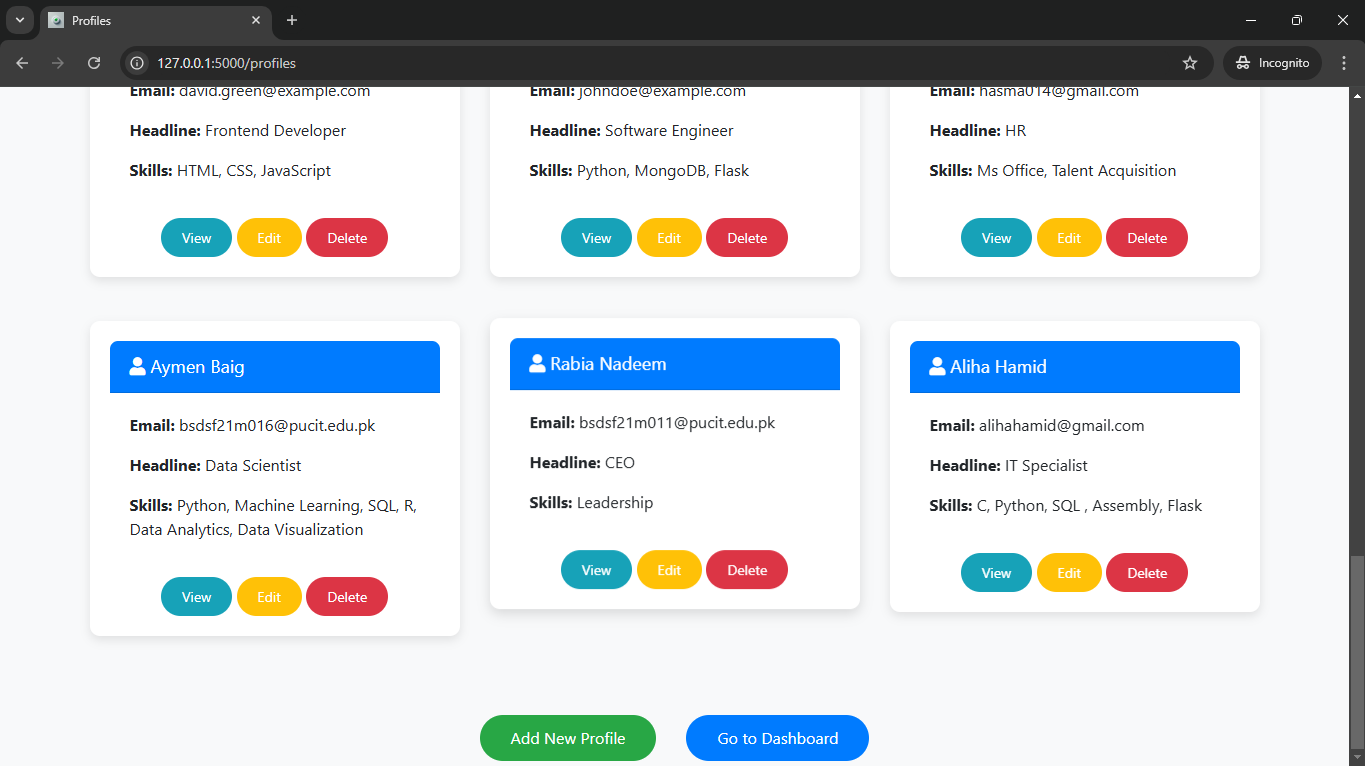 Profiles
127.0.0.1:5000/profiles
Incognito
Email: david.green@example.com
Headline: Frontend Developer
Skills: HTML, CSS, JavaScript
View Edit Delete
Email: johndoe@example.com
Headline: Software Engineer
Skills: Python, MongoDB, Flask
View Edit Delete
Email: hasma014@gmail.com
Headline: HR
Skills: Ms Office, Talent Acquisition
View Edit Delete
Aymen Baig
Email: bsdsf21m016@pucit.edu.pk
Headline: Data Scientist
Skills: Python, Machine Learning, SQL, R,
Data Analytics, Data Visualization
View Edit Delete
Rabia Nadeem
Email: bsdsf21m011@pucit.edu.pk
Headline: CEO
Skills: Leadership
View Edit Delete
Aliha Hamid
Email: alihahamid@gmail.com
Headline: IT Specialist
Skills: C, Python, SQL , Assembly, Flask
View Edit Delete
Add New Profile
Go to Dashboard